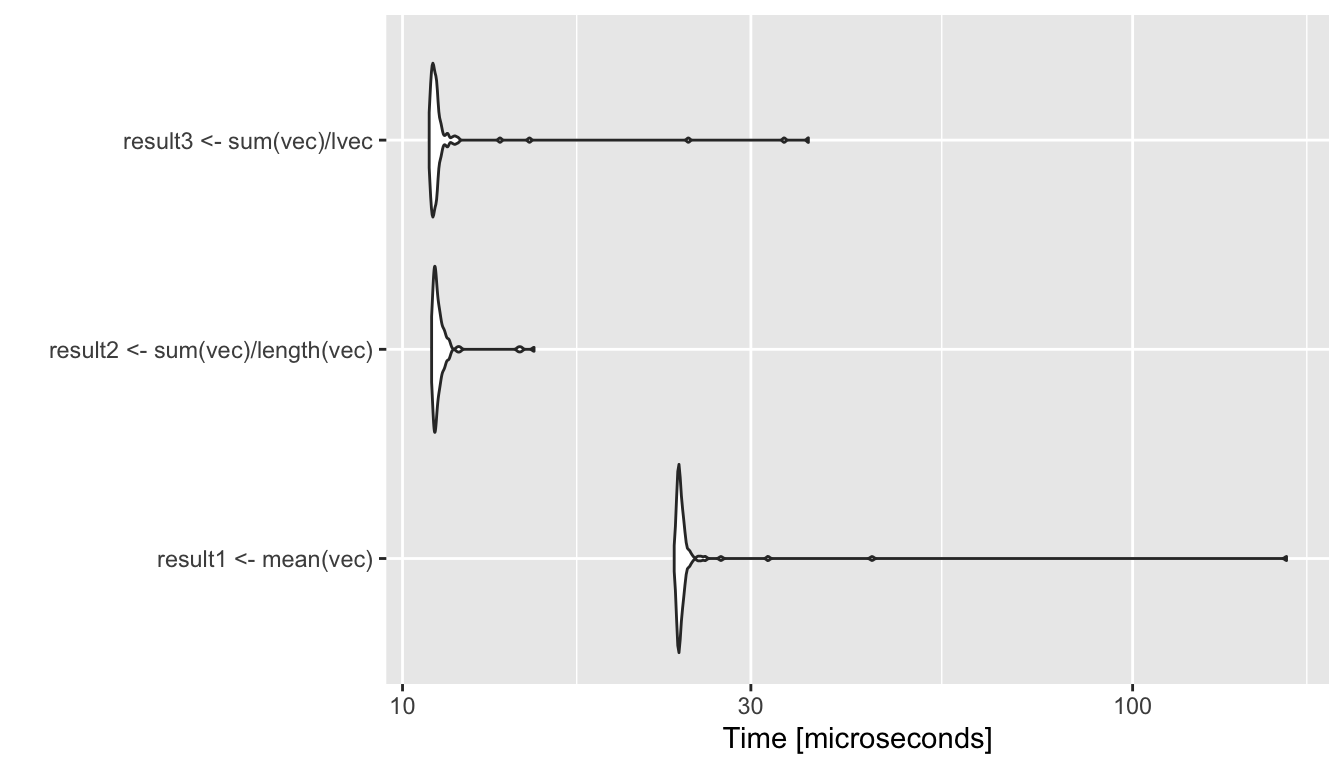 result3 <- sum(vec)/lvec
result2 <- sum(vec)/length(vec)
result1 <- mean(vec)
10 30 100
Time [microseconds]